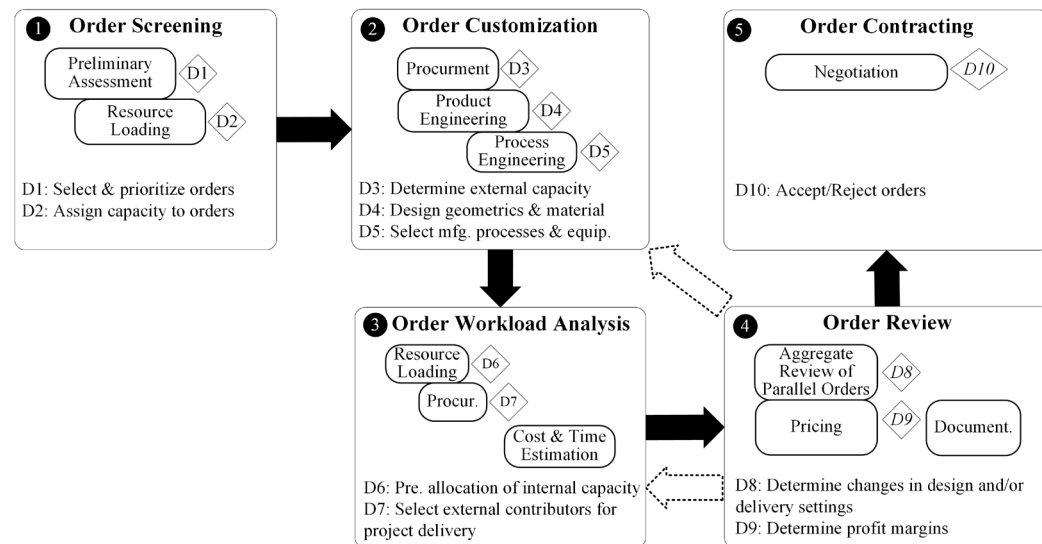 1 Order Screening
Preliminary
Assessment
D1
Resource
Loading
D2
D1: Select & prioritize orders
D2: Assign capacity to orders
2 Order Customization
Procurment
D3
Product
Engineering
D4
Process
Engineering
D5
D3: Determine external capacity
D4: Design geometrics & material
D5: Select mfg. processes & equip.
3 Order Workload Analysis
Resource
Loading
D6
Procur.
D7
Cost & Time
Estimation
D6: Pre. allocation of internal capacity
D7: Select external contributors for
project delivery
4 Order Review
Aggregate
Review of
Parallel Orders
D8
Pricing
D9
Document.
D8: Determine changes in design and/or
delivery settings
D9: Determine profit margins
5 Order Contracting
Negotiation
D10
D10: Accept/Reject orders